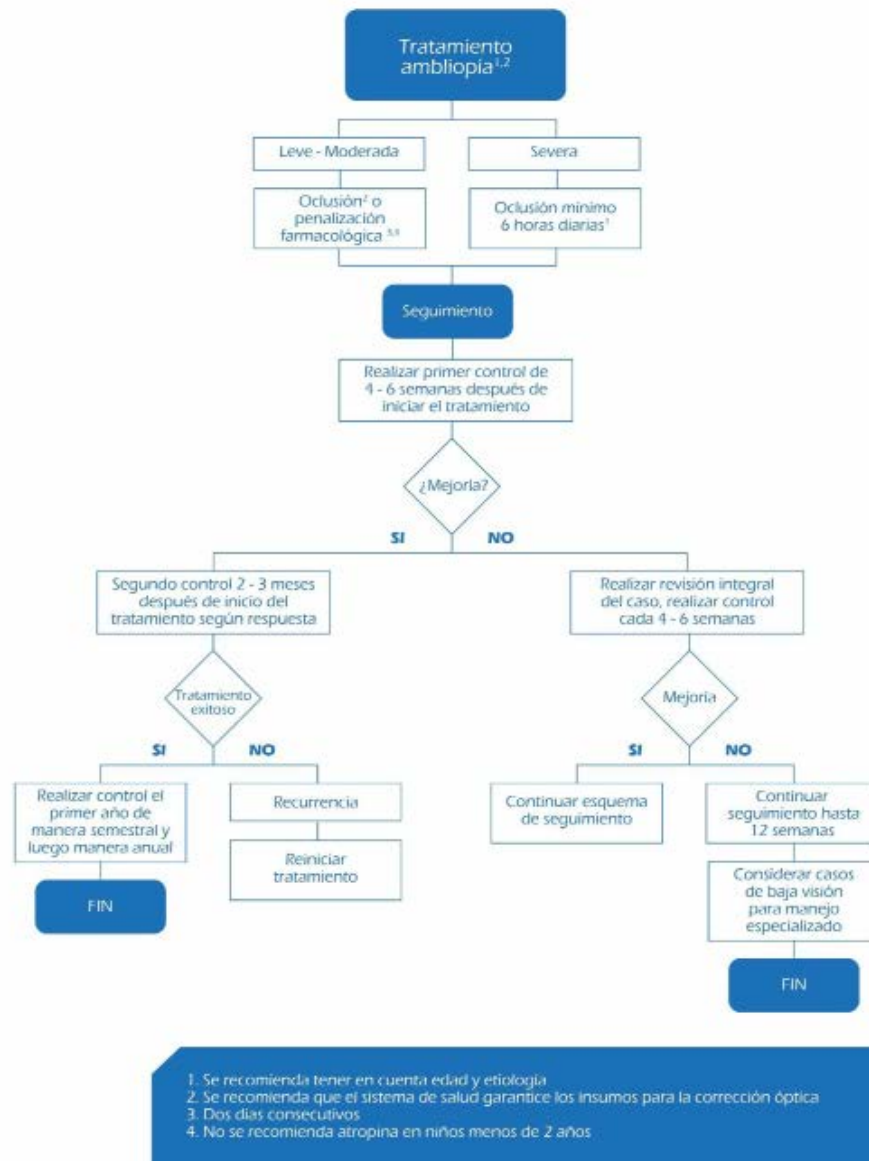 Tratamiento
ambliopía1,2
Leve - Moderada
Severa
Oclusión2 o
penalización
farmacológica
Oclusión mínimo
6 horas diarias1
Seguimiento
Realizar primer control de
4 - 6 semanas después de
iniciar el tratamiento
¿Mejoría?
SI
NO
Segundo control 2 - 3 meses
después de inicio del
tratamiento según respuesta
Realizar revisión integral
del caso, realizar control
cada 4 - 6 semanas
Tratamiento
exitoso
Mejoría
SI
NO
SI
NO
Realizar control el
primer año de
manera semestral y
luego manera anual
Recurrencia
Reiniciar
tratamiento
Continuar esquema
de seguimiento
Continuar
seguimiento hasta
12 semanas
Considerar casos
de baja visión
para manejo
especializado
FIN
FIN
1. Se recomienda tener en cuenta edad y etiología
2. Se recomienda que el sistema de salud garantice los insumos para la corrección óptica
3. Dos días consecutivos
4. No se recomienda atropina en niños menos de 2 años